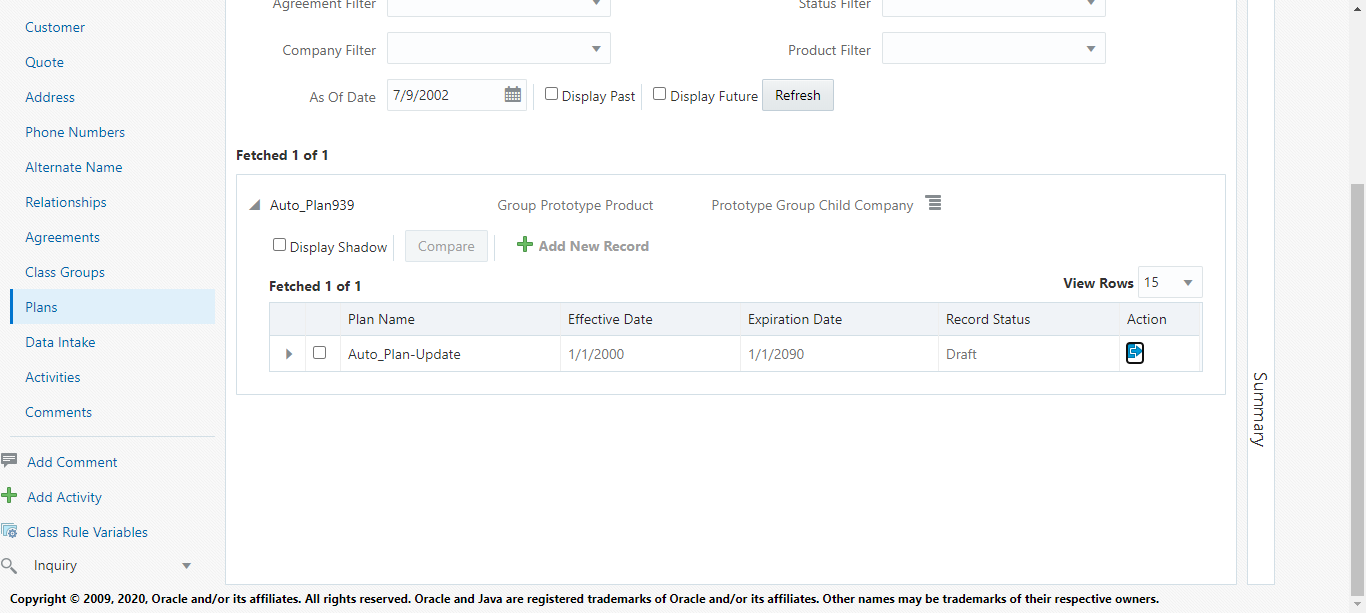 Customer
Quote
Address
Phone Numbers
Alternate Name
Relationships
Agreements
Class Groups
Plans
Data Intake
Activities
Comments
Add Comment
Add Activity
Class Rule Variables
Inquiry
Agreement Filter Status Filter
Company Filter Product Filter
As Of Date 7/9/2002 Display Past Display Future Refresh
Fetched 1 of 1
Auto_Plan939 Group Prototype Product Prototype Group Child Company
Display Shadow Compare Add New Record
Fetched 1 of 1 View Rows 15
Plan Name Effective Date Expiration Date Record Status Action
Auto_Plan-Update 1/1/2000 1/1/2090 Draft
Summary
Copyright © 2009, 2020, Oracle and/or its affiliates. All rights reserved. Oracle and Java are registered trademarks of Oracle and/or its affiliates. Other names may be trademarks of their respective owners.